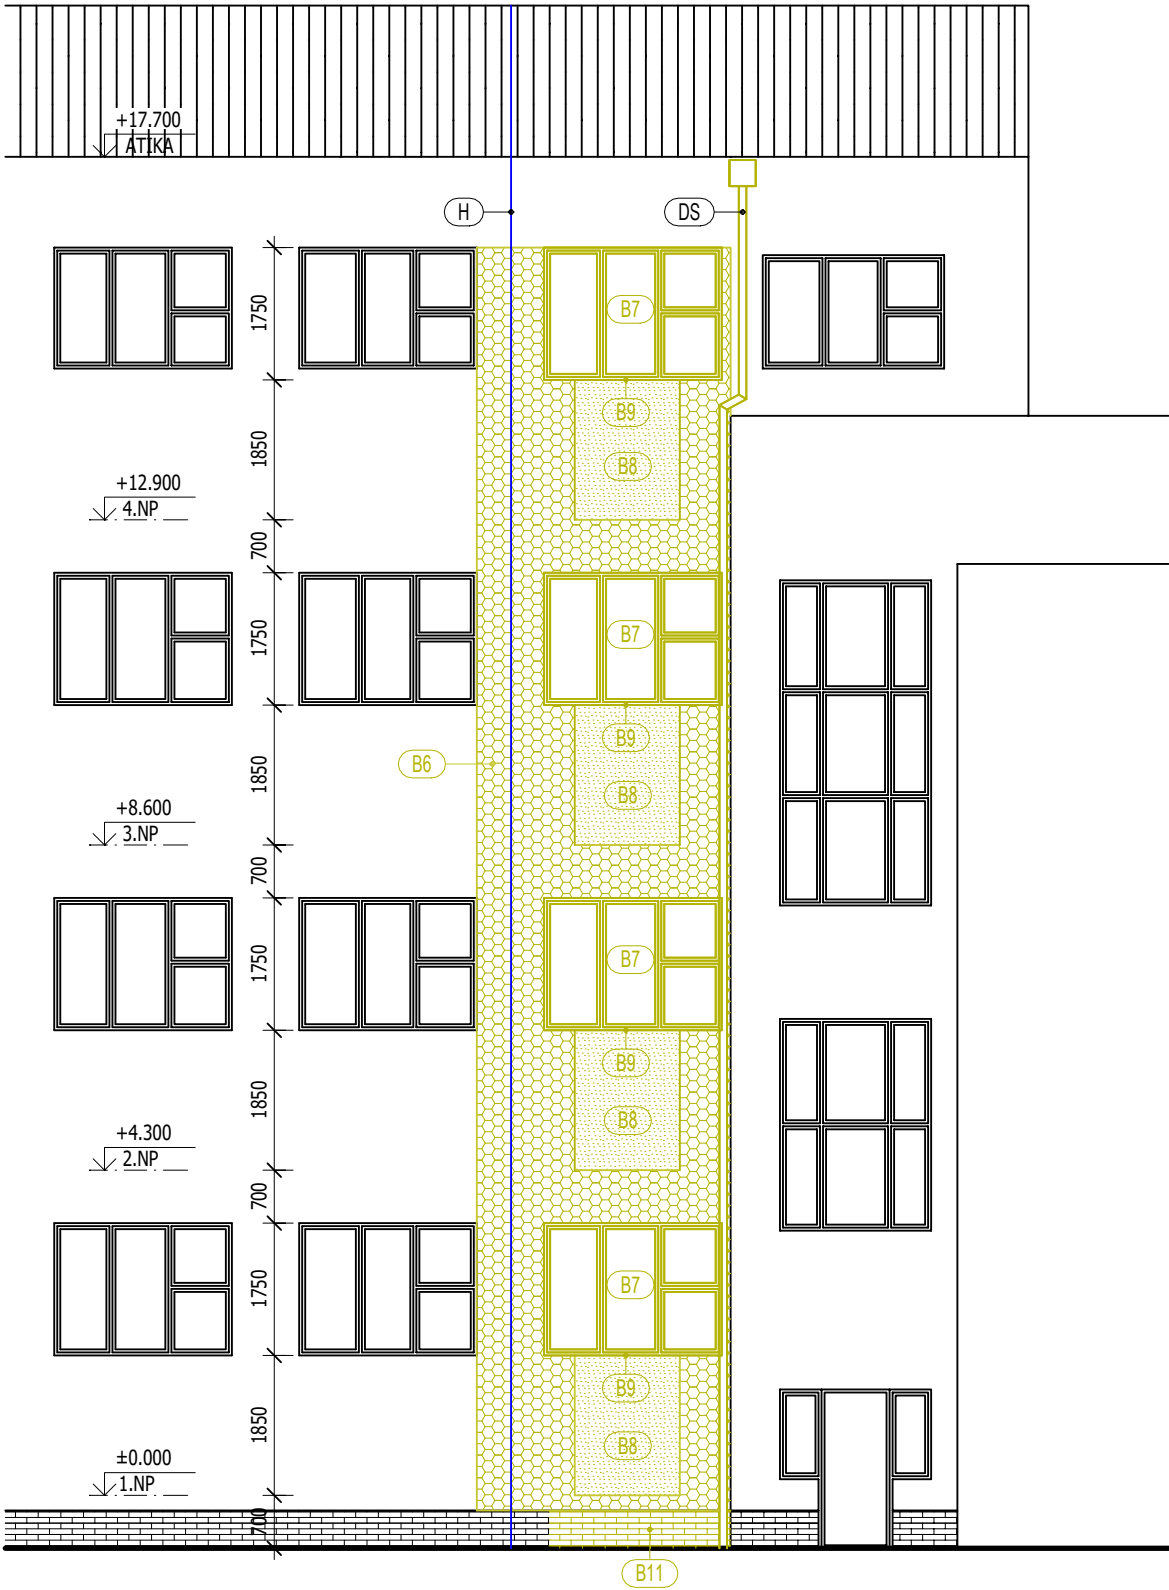 +17.700
ATIKA
H
DS
1750
B7
B9
1850
B8
+12.900
4.NP
700
1750
B7
B9
B6
1850
B8
+8.600
3.NP
700
1750
B7
B9
1850
B8
+4.300
2.NP
700
1750
B7
B9
1850
B8
±0.000
1.NP
700
B11